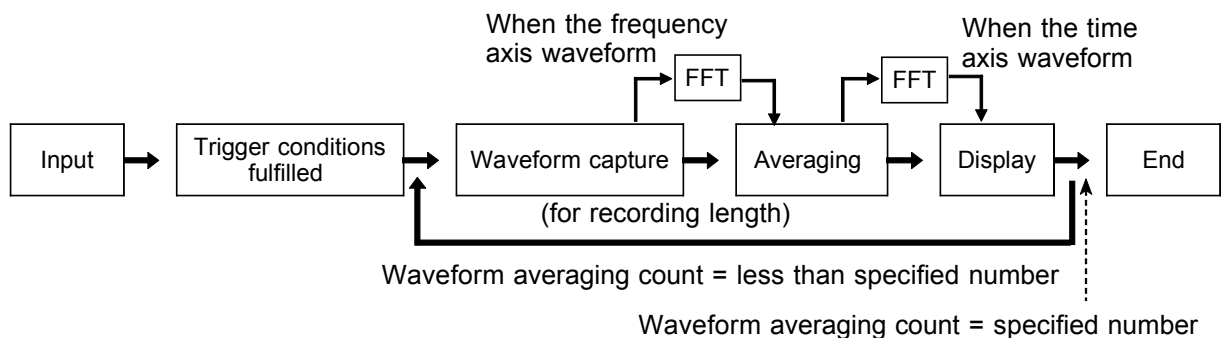 When the frequency
axis waveform
FFT
When the time
axis waveform
FFT
Input
Trigger conditions
fulfilled
Waveform capture
Averaging
Display
End
(for recording length)
Waveform averaging count = less than specified number
Waveform averaging count = specified number